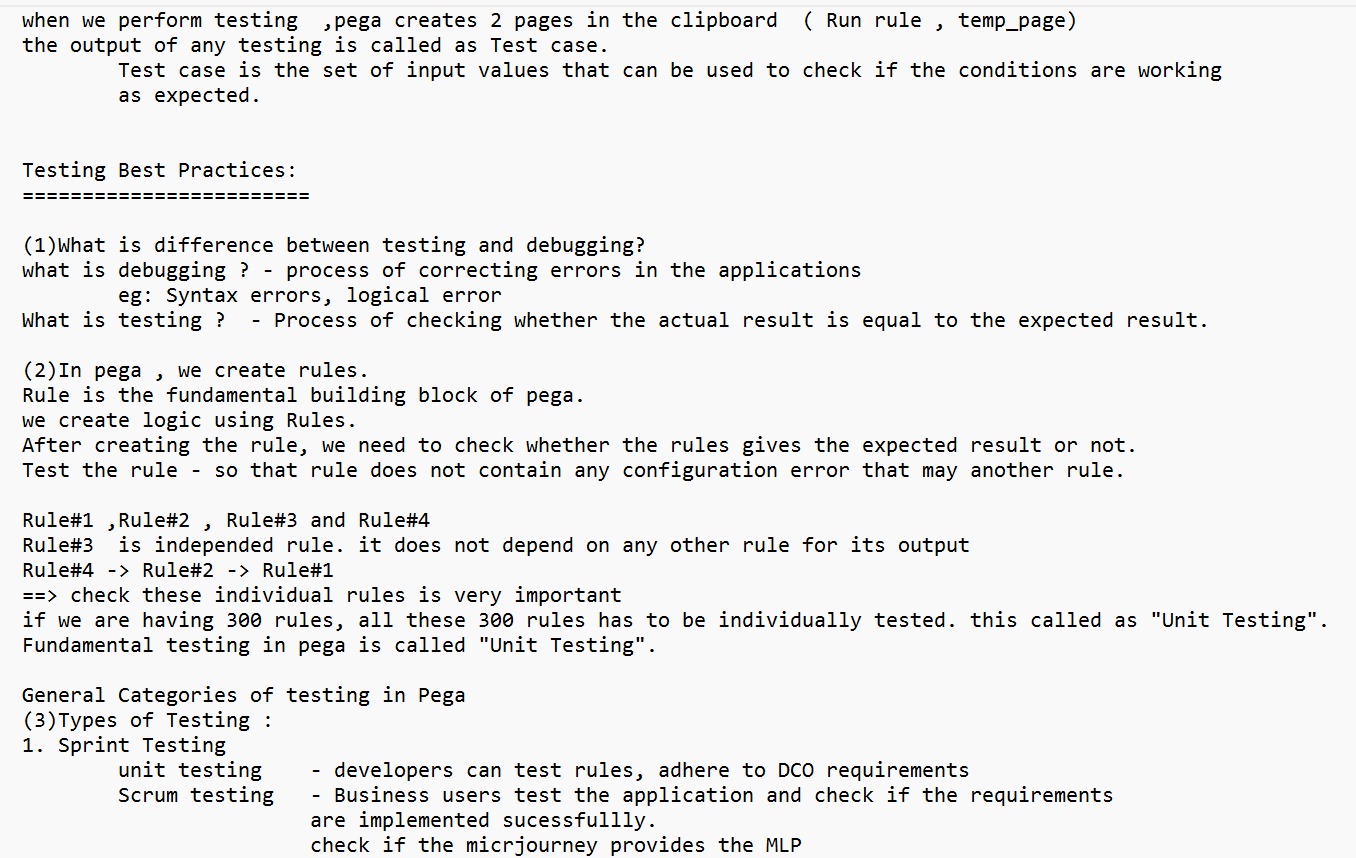 when we perform testing  ,pega creates 2 pages in the clipboard  ( Run rule , temp_page)
the output of any testing is called as Test case.
        Test case is the set of input values that can be used to check if the conditions are working
        as expected.
Testing Best Practices:
========================
(1)What is difference between testing and debugging?
what is debugging ? - process of correcting errors in the applications
        eg: Syntax errors, logical error
What is testing ?  - Process of checking whether the actual result is equal to the expected result.
(2)In pega , we create rules.
Rule is the fundamental building block of pega.
we create logic using Rules.
After creating the rule, we need to check whether the rules gives the expected result or not.
Test the rule - so that rule does not contain any configuration error that may another rule.
Rule#1 ,Rule#2 , Rule#3 and Rule#4
Rule#3  is independed rule. it does not depend on any other rule for its output
Rule#4 -> Rule#2 -> Rule#1
==> check these individual rules is very important
if we are having 300 rules, all these 300 rules has to be individually tested. this called as "Unit Testing".
Fundamental testing in pega is called "Unit Testing".
General Categories of testing in Pega
(3)Types of Testing :
1. Sprint Testing
        unit testing    - developers can test rules, adhere to DCO requirements
        Scrum testing   - Business users test the application and check if the requirements
                        are implemented sucessfullly.
                        check if the micrjourney provides the MLP